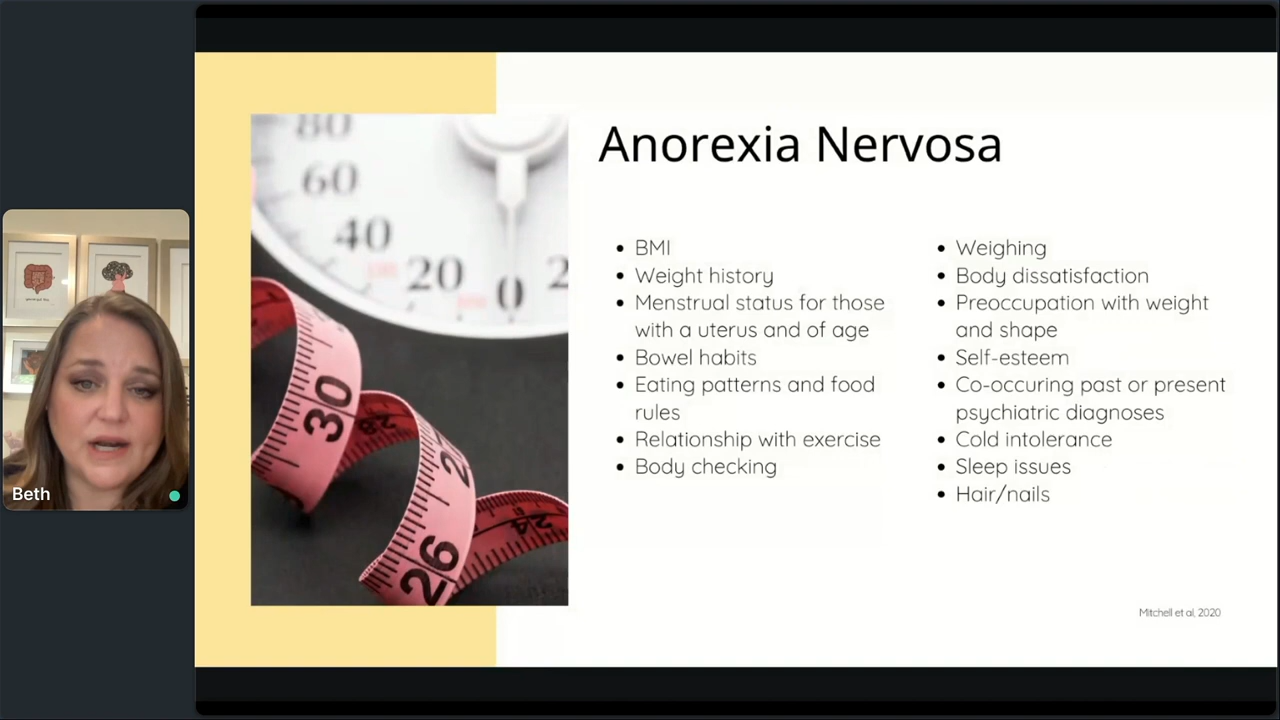 Anorexia Nervosa
BMI
Weight history
Menstrual status for those
with a uterus and of age
Bowel habits
Eating patterns and food
rules
Relationship with exercise
Body checking
Weighing
Body dissatisfaction
Preoccupation with weight
and shape
Self-esteem
Co-occuring past or present
psychiatric diagnoses
Cold intolerance
Sleep issues
Hair/nails
Mitchell et al, 2020
Beth
80
60
40
20
0
2
30
28
26
24